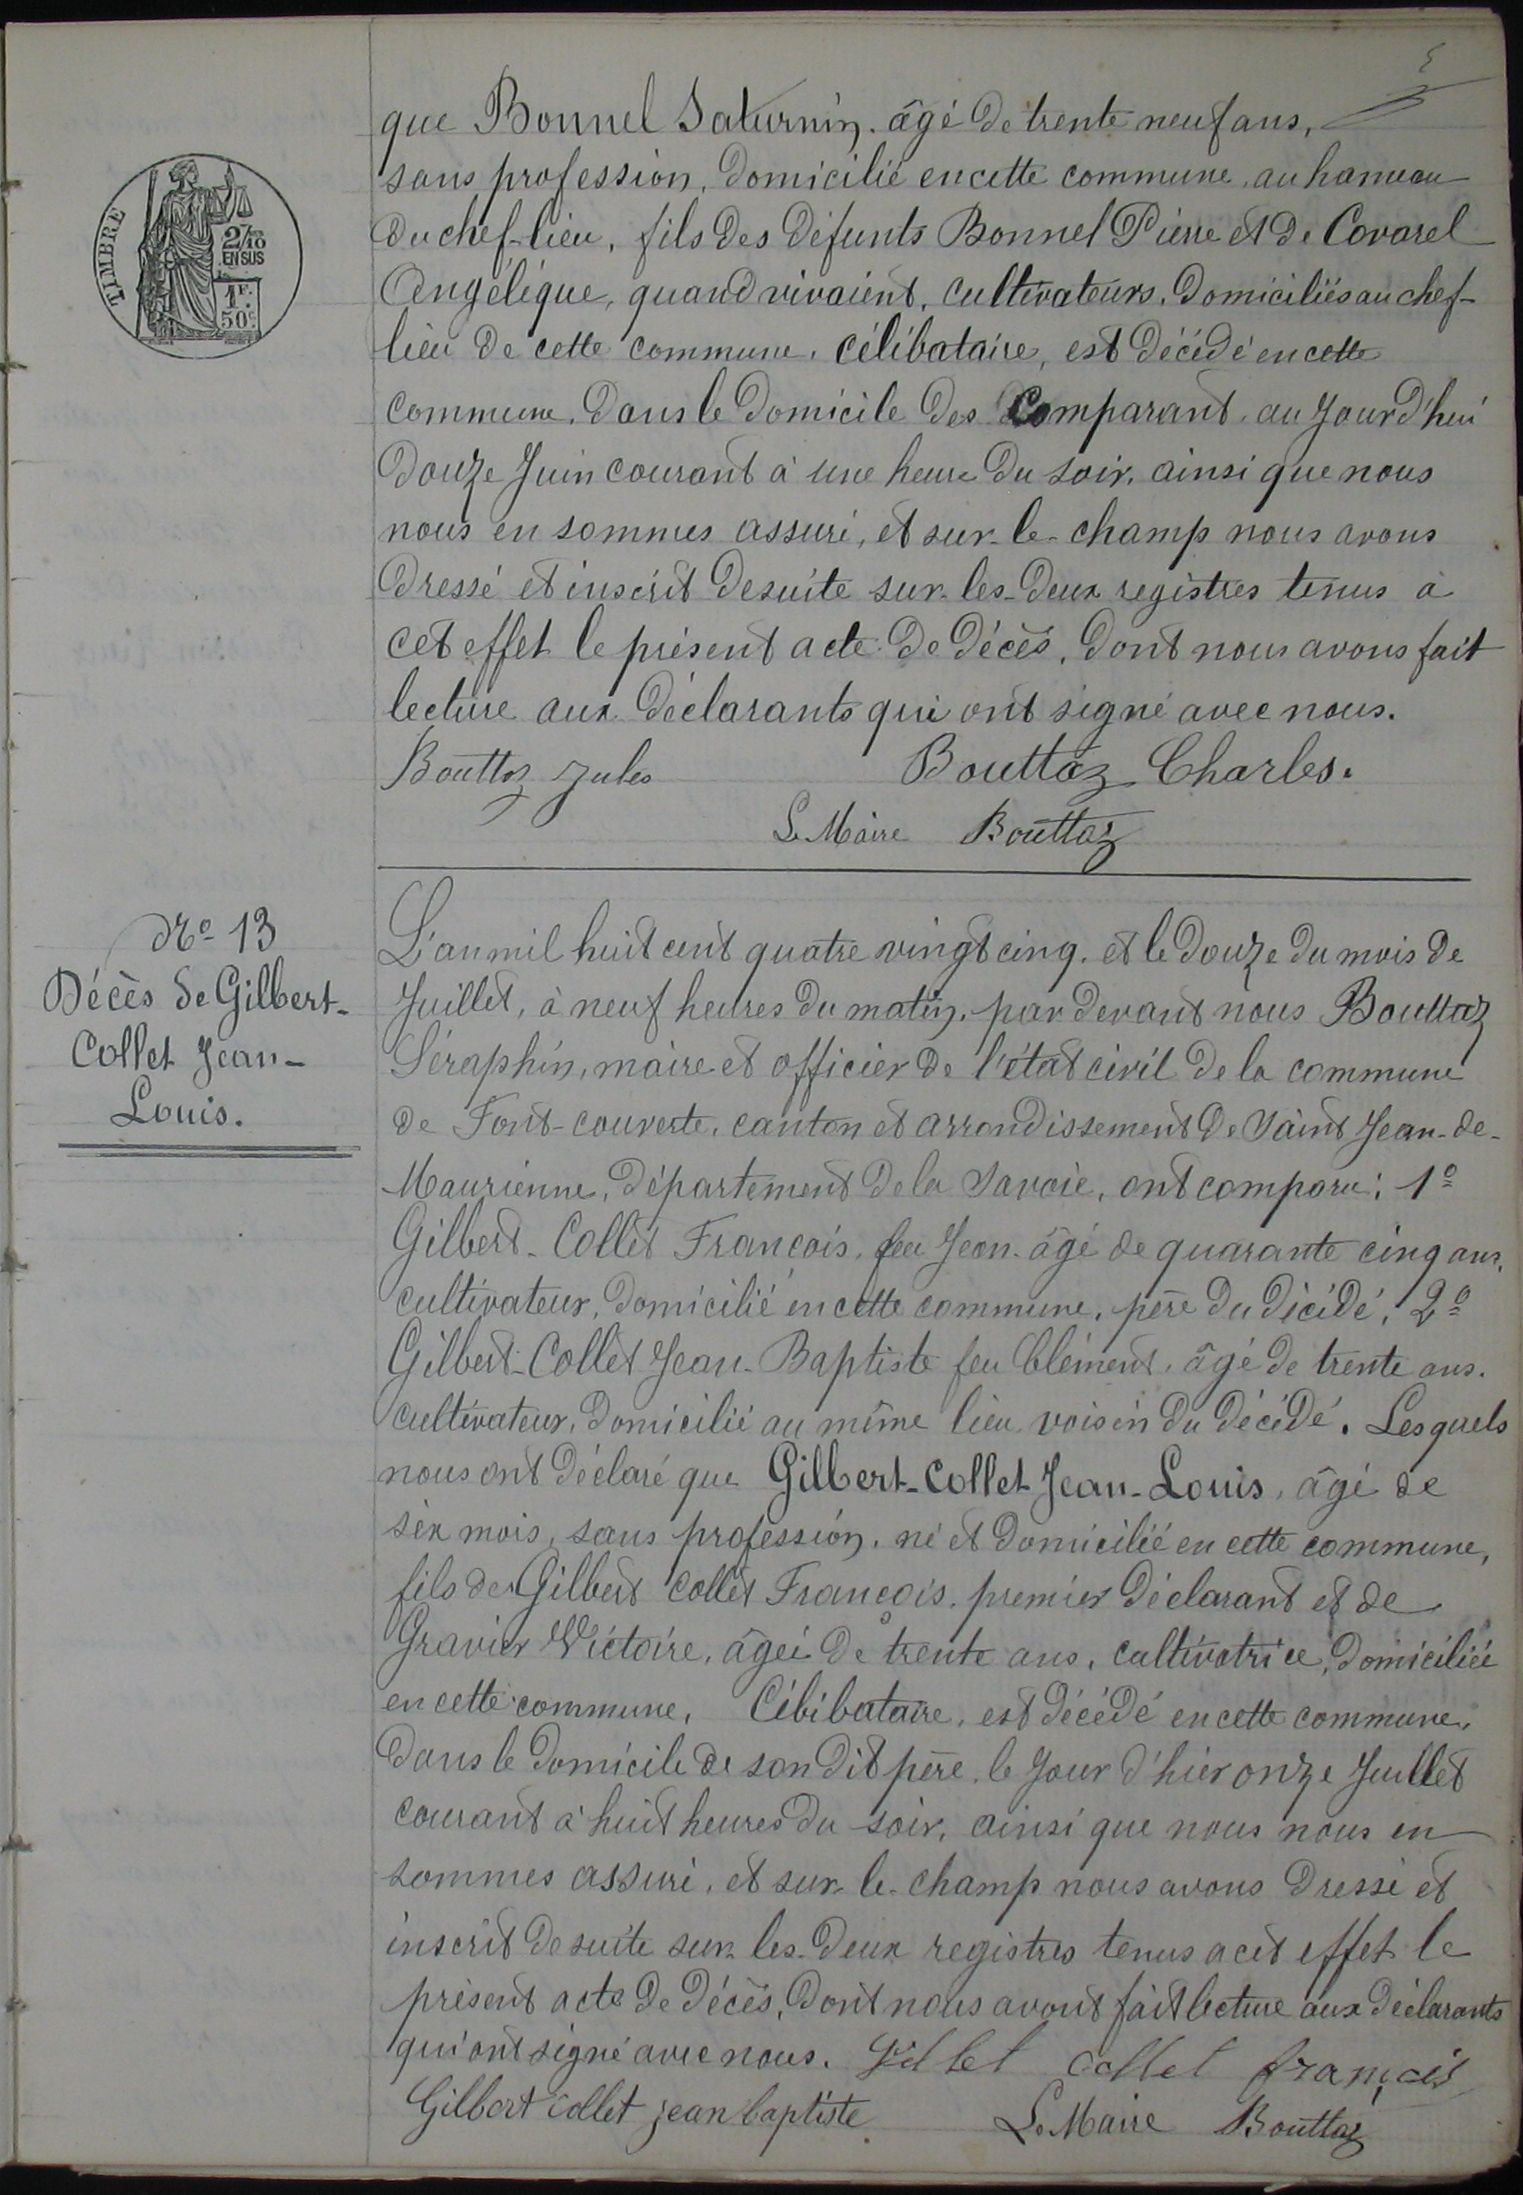 5
que Bonnel Saturnin, âgé de trente neuf ans,
sans profession, domicilié en cette commune, au hameau
du chef-lieu, fils des défunts Bonnel Pierre et de Covarel
Angélique, quand vivaient, cultivateurs, domiciliés au chef-
lieu de cette commune, célibataire, est décédé en cette
commune, dans le domicile des Comparant, aujourd'hui
douze Juin courant à une heure du soir, ainsi que nous
nous en sommes assuré, et sur-le-champ nous avons
dressé et inscrit desuite sur les deux registres tenus à
cet effet le présent acte de décès, dont nous avons fait
lecture aux déclarants qui ont signé avec nous.
Bouttaz Jules Bouttaz Charles.
Le Maire Bouttaz
TIMBRE
2/10
EN SUS
1F.
50c
No 13
Décès de Gilbert-
Collet Jean-
Louis.
L'an mil huit cent quatre vingt cinq, et le douze du mois de
Juillet, à neuf heures du matin, par devant nous Bouttaz
Séraphin, maire et officier de l'état civil de la commune
de Font-couverte, canton et arrondissement de Saint Jean-de-
Maurienne, département de la Savoie, ont comparu: 1o
Gilbert-Collet François, feu Jean, âgé de quarante cinq ans,
cultivateur, domicilié en cette commune, père du décédé, 2o
Gilbert-Collet Jean-Baptiste feu Clément, âgé de trente ans.
cultivateur, domicilié au même lieu voisin du décédé. Lesquels
nous ont déclaré que Gilbert-Collet Jean-Louis, âgé de
six mois, sans profession, né et domicilié en cette commune,
fils de Gilbert Collet François, premier déclarant et de
Gravier Victoire, âgée de trente ans, cultivatrice, domiciliée
en cette commune, Cébibataire, est décédé en cette commune,
dans le domicile de son dit père, le jour d'hier onze Juillet
courant à huit heures du soir, ainsi que nous nous en
sommes assuré, et sur-le-champ nous avons dressé et
inscrit desuite sur les deux registres tenus a cet effet le
présent acte de décès, dont nous avont fait lecture aux déclarants
qui ont signé avec nous. collet françois
Gilbert collet jean baptiste Le Maire Bouttaz